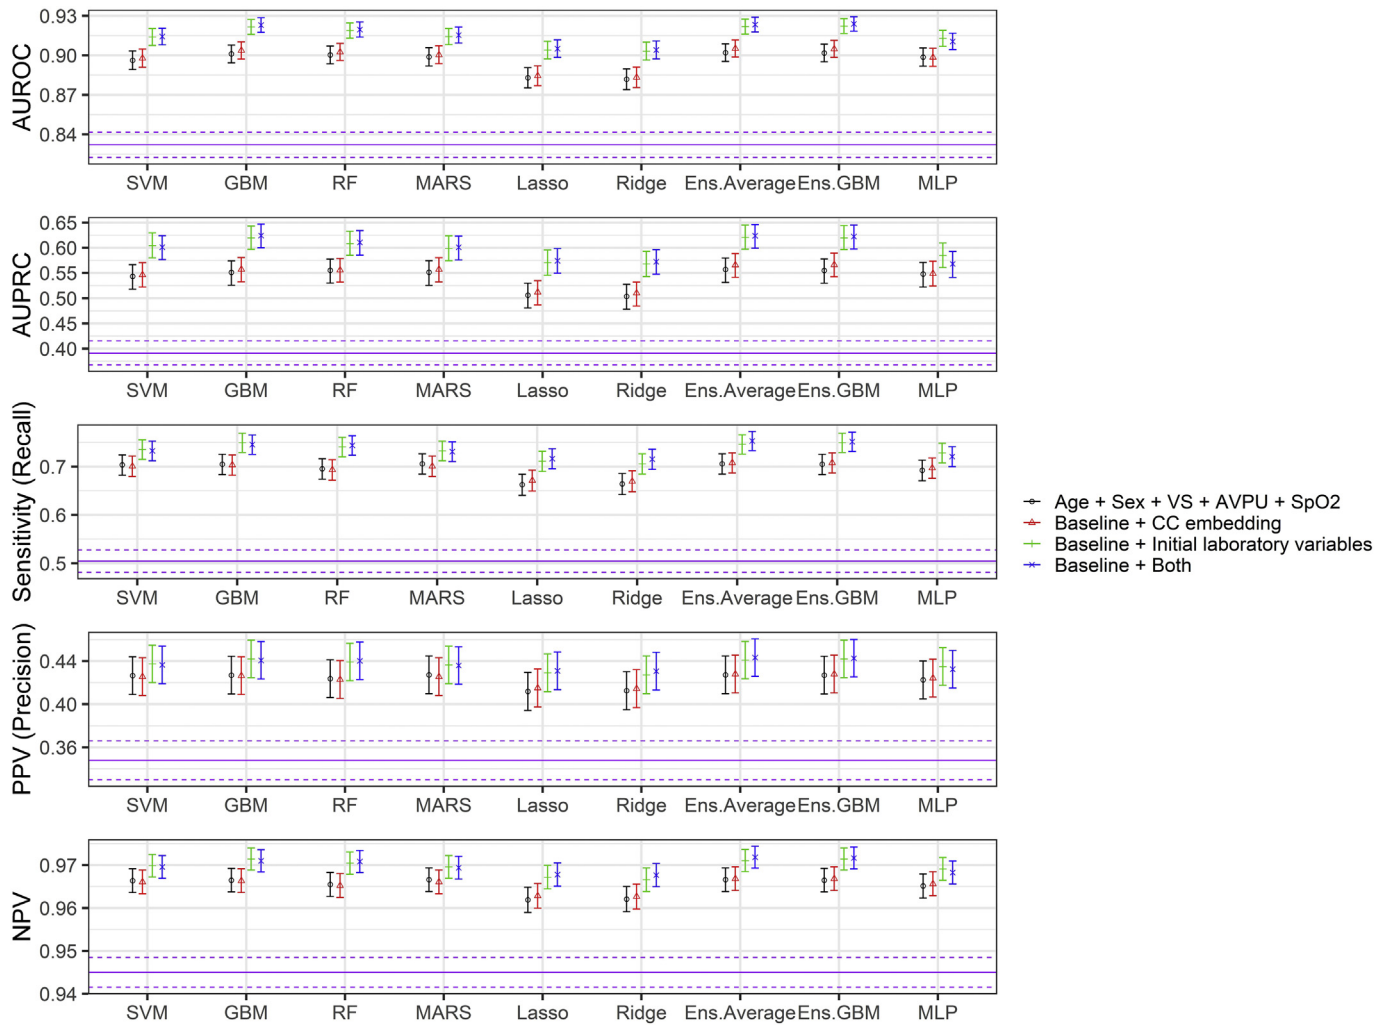 AUROC
0.93
0.90
0.87
0.84
SVM GBM RF MARS Lasso Ridge Ens.Average Ens.GBM MLP
AUPRC
0.65
0.60
0.55
0.50
0.45
0.40
SVM GBM RF MARS Lasso Ridge Ens.Average Ens.GBM MLP
Sensitivity (Recall)
0.7
0.6
0.5
SVM GBM RF MARS Lasso Ridge Ens.Average Ens.GBM MLP
Age + Sex + VS + AVPU + SpO2
Baseline + CC embedding
Baseline + Initial laboratory variables
Baseline + Both
PPV (Precision)
0.44
0.40
0.36
SVM GBM RF MARS Lasso Ridge Ens.Average Ens.GBM MLP
NPV
0.97
0.96
0.95
0.94
SVM GBM RF MARS Lasso Ridge Ens.Average Ens.GBM MLP